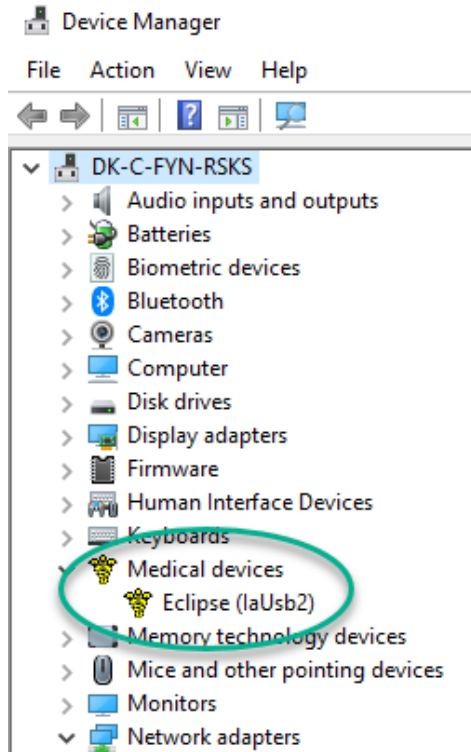 Device Manager
File Action View Help
DK-C-FYN-RSKS
Audio inputs and outputs
Batteries
Biometric devices
Bluetooth
Cameras
Computer
Disk drives
Display adapters
Firmware
Human Interface Devices
Keyboards
Medical devices
Eclipse (IaUsb2)
Memory technology devices
Mice and other pointing devices
Monitors
Network adapters